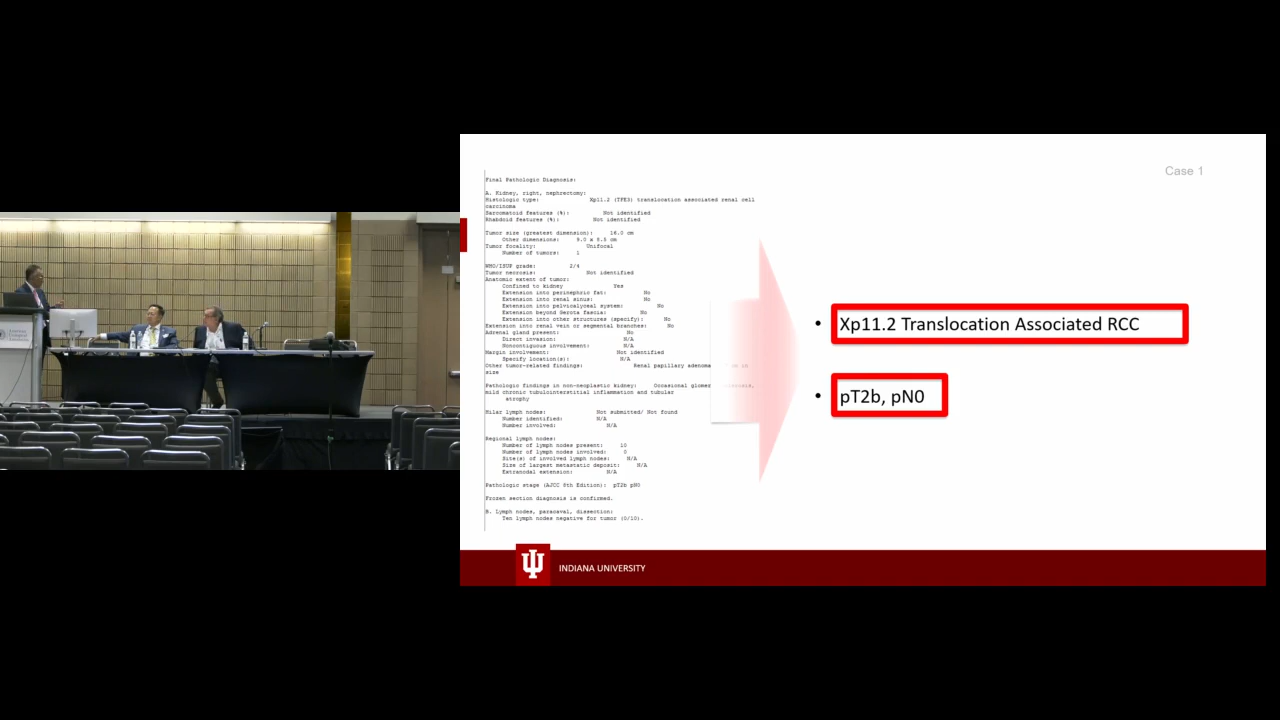 Case 1
Final Pathologic Diagnosis:
A. Kidney, right, nephrectomy:
Histologic type: Xp11.2 (TFE3) translocation associated renal cell
carcinoma
Sarcomatoid features (%): Not identified
Rhabdoid features (%): Not identified
Tumor size (greatest dimension): 16.0 cm
Other dimensions: 9.0 x 8.5 cm
Tumor focality: Unifocal
Number of tumors: 1
WHO/ISUP grade: 2/4
Tumor necrosis: Not identified
Anatomic extent of tumor:
Confined to kidney Yes
Extension into perinephric fat: No
Extension into renal sinus: No
Extension into pelvicalyceal system: No
Extension beyond Gerota fascia: No
Extension into other structures (specify): No
Extension into renal vein or segmental branches: No
Adrenal gland present: No
Direct invasion: N/A
Noncontiguous involvement: N/A
Margin involvement: Not identified
Specify location(s): N/A
Other tumor-related findings: Renal papillary adenoma in
size
Pathologic findings in non-neoplastic kidney: Occasional
mild chronic tubulointerstitial inflammation and tubular
atrophy
Hilar lymph nodes: Not submitted/ Not found
Number identified: N/A
Number involved: N/A
Regional lymph nodes:
Number of lymph nodes present: 10
Number of lymph nodes involved: 0
Site(s) of involved lymph nodes: N/A
Size of largest metastatic deposit: N/A
Extranodal extension: N/A
Pathologic stage (AJCC 8th Edition): pT2b pN0
Frozen section diagnosis is confirmed.
B. Lymph nodes, paracaval, dissection:
Ten lymph nodes negative for tumor (0/10).
• Xp11.2 Translocation Associated RCC
• pT2b, pN0
INDIANA UNIVERSITY